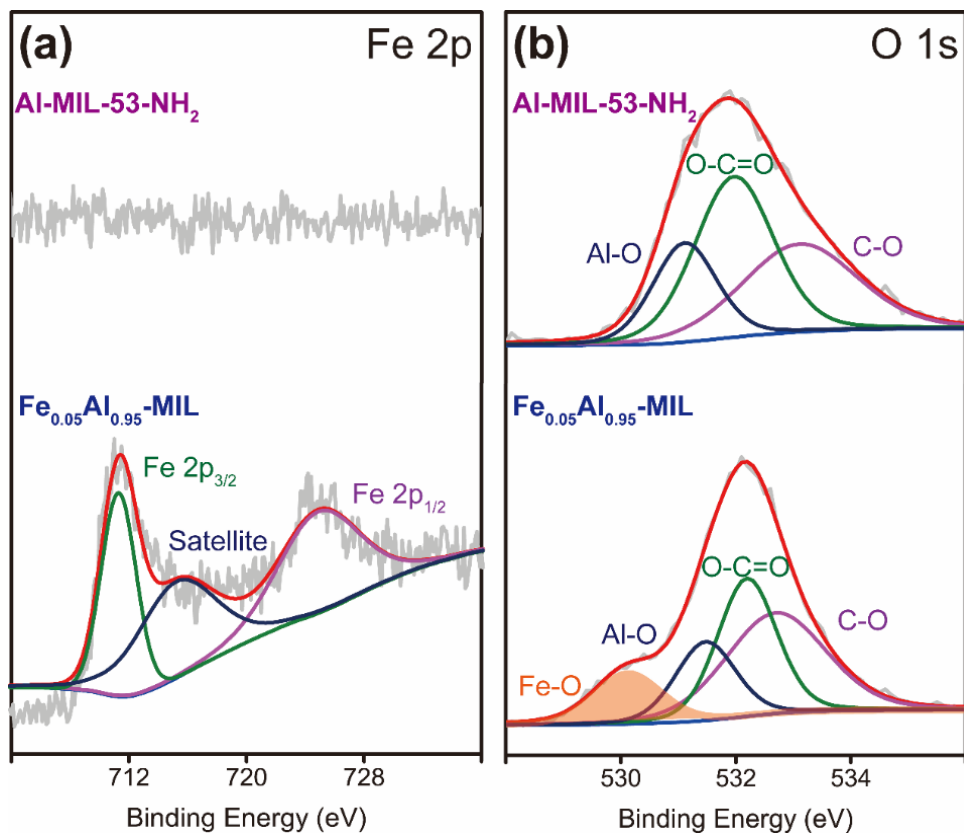 (a) Fe 2p
Al-MIL-53-NH₂
Fe₀.₀₅Al₀.₉₅-MIL
Fe 2p₃/₂
Fe 2p₁/₂
Satellite
712 720 728
Binding Energy (eV)
(b) O 1s
Al-MIL-53-NH₂
O-C=O
Al-O
C-O
Fe₀.₀₅Al₀.₉₅-MIL
O-C=O
Al-O
C-O
Fe-O
530 532 534
Binding Energy (eV)